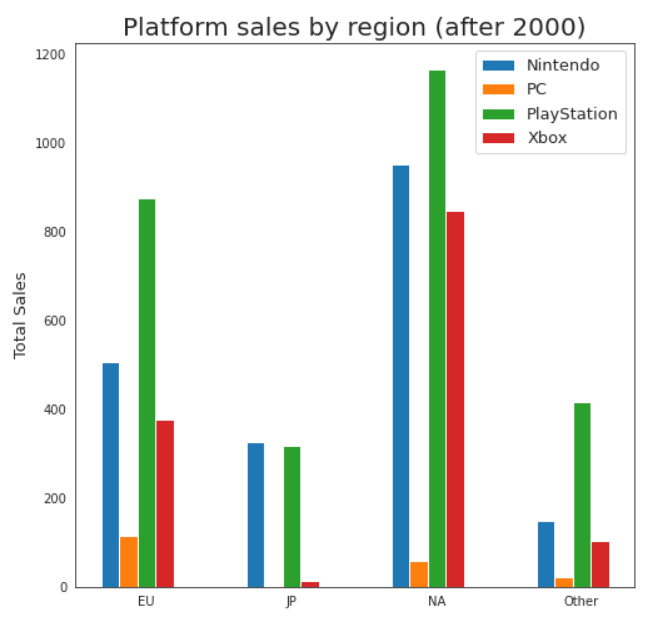 Platform sales by region (after 2000)
1200
1000
800
600
400
200
0
Total Sales
Nintendo
PC
PlayStation
Xbox
EU
JP
NA
Other